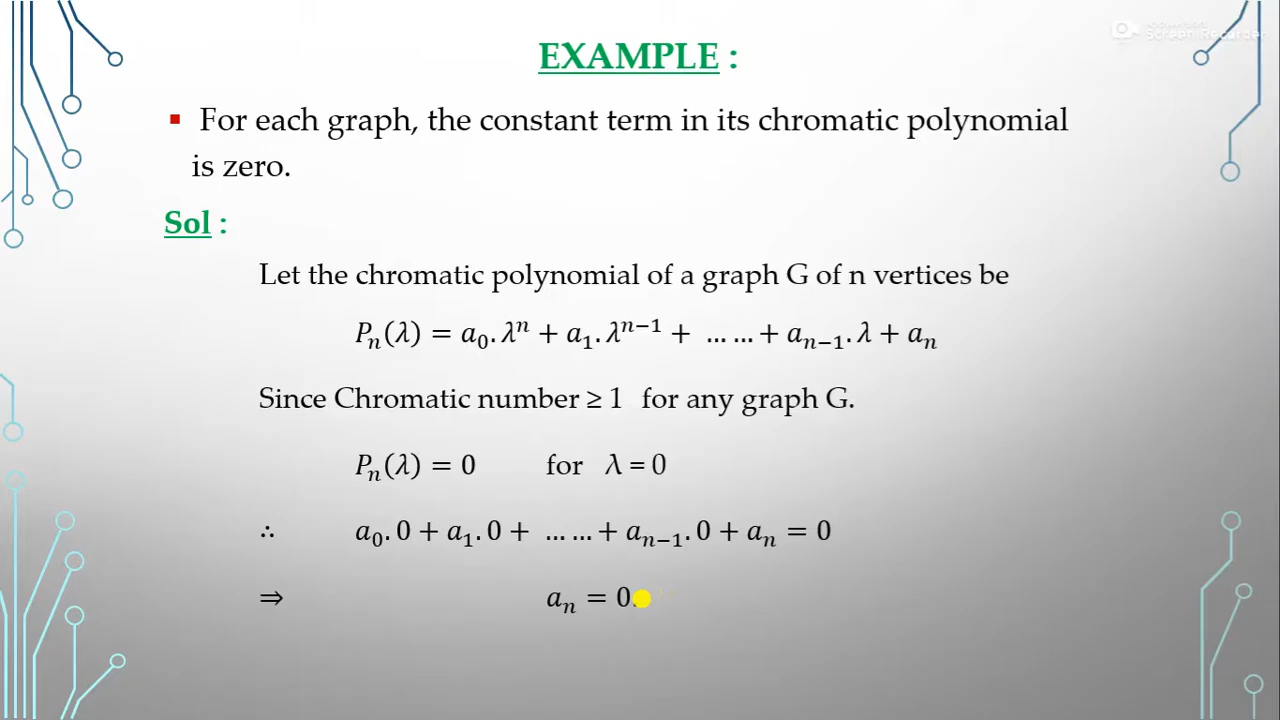 Screen Recorder
EXAMPLE :
▪ For each graph, the constant term in its chromatic polynomial
is zero.
Sol :
Let the chromatic polynomial of a graph G of n vertices be
Pₙ(λ) = a₀. λⁿ + a₁. λⁿ⁻¹ + … … + aₙ₋₁. λ + aₙ
Since Chromatic number ≥ 1 for any graph G.
Pₙ(λ) = 0 for λ = 0
∴ a₀. 0 + a₁. 0 + … … + aₙ₋₁. 0 + aₙ = 0
⇒ aₙ = 0.